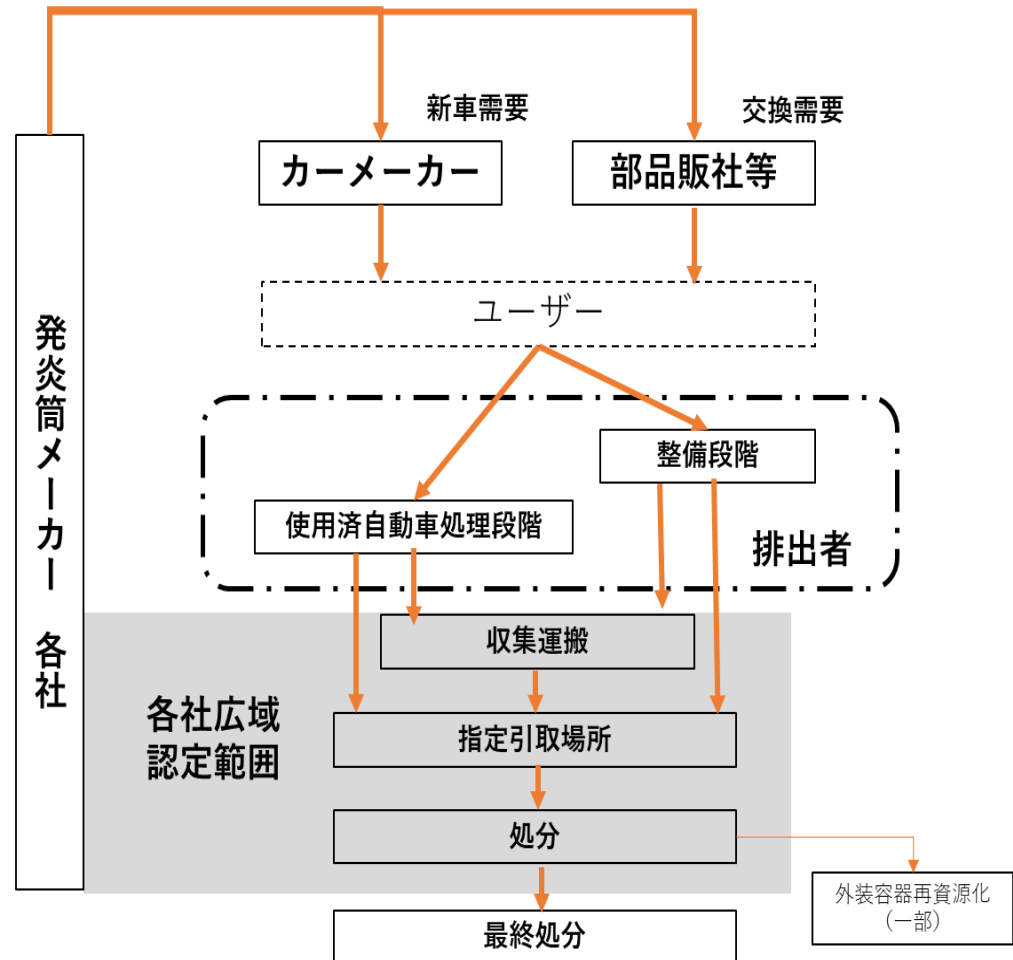 新車需要
交換需要
カーメーカー
部品販社等
ユーザー
発炎筒メーカー 各社
整備段階
使用済自動車処理段階
排出者
収集運搬
各社広域
認定範囲
指定引取場所
処分
外装容器再資源化
(一部)
最終処分